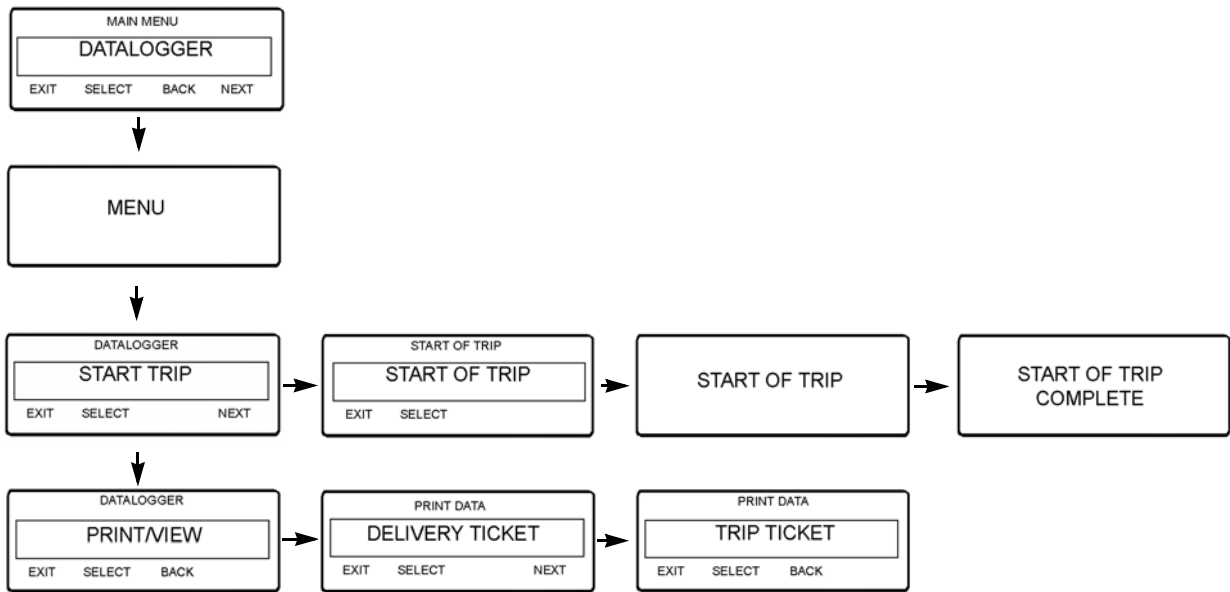 MAIN MENU
DATALOGGER
EXIT SELECT BACK NEXT
MENU
DATALOGGER
START TRIP
EXIT SELECT NEXT
START OF TRIP
START OF TRIP
EXIT SELECT
START OF TRIP
START OF TRIP
COMPLETE
DATALOGGER
PRINT/VIEW
EXIT SELECT BACK
PRINT DATA
DELIVERY TICKET
EXIT SELECT NEXT
PRINT DATA
TRIP TICKET
EXIT SELECT BACK